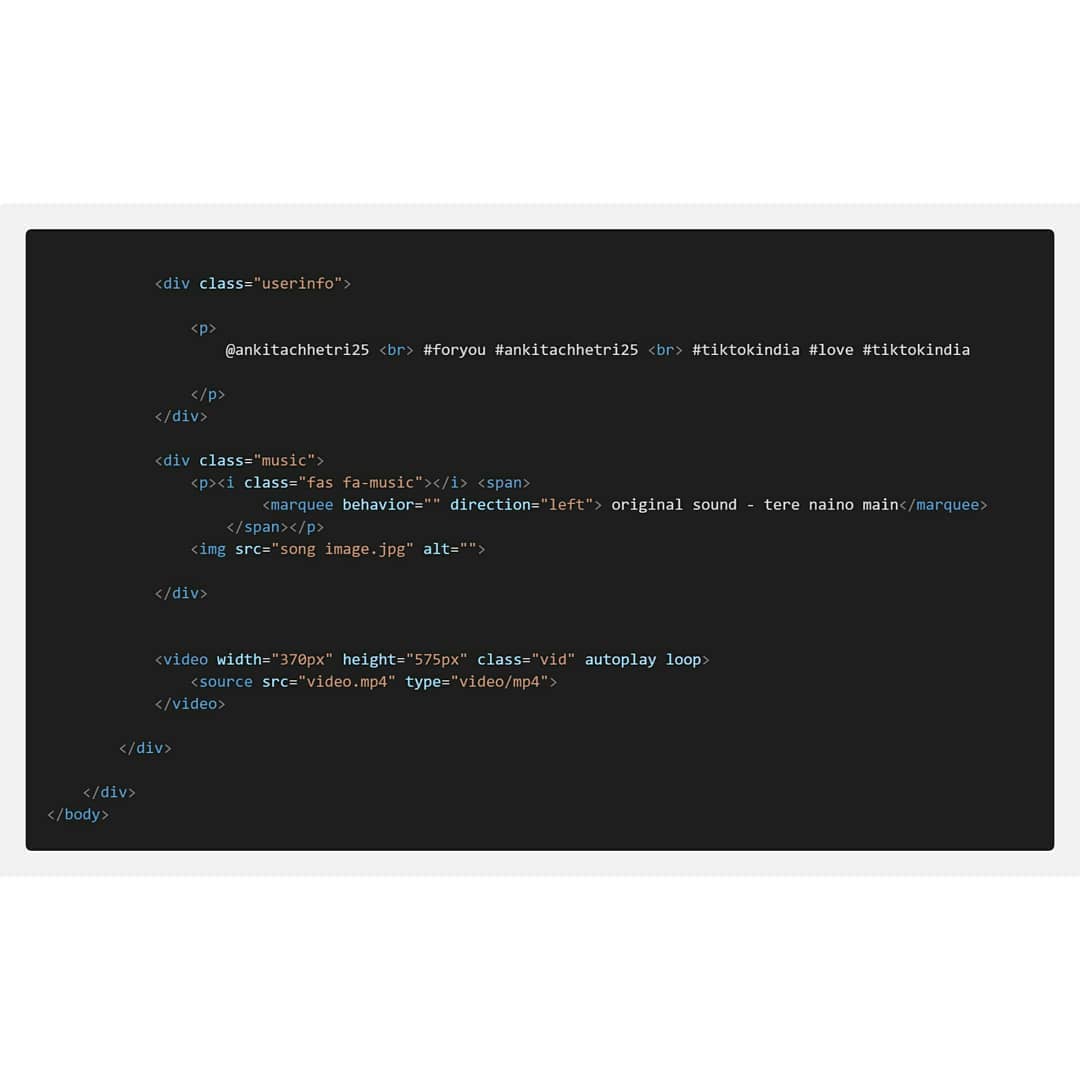 <div class="userinfo">
<p>
@ankitachhetri25 <br> #foryou #ankitachhetri25 <br> #tiktokindia #love #tiktokindia
</p>
</div>
<div class="music">
<p><i class="fas fa-music"></i> <span>
<marquee behavior="" direction="left"> original sound - tere naino main</marquee>
</span></p>
<img src="song image.jpg" alt="">
</div>
<video width="370px" height="575px" class="vid" autoplay loop>
<source src="video.mp4" type="video/mp4">
</video>
</div>
</div>
</body>